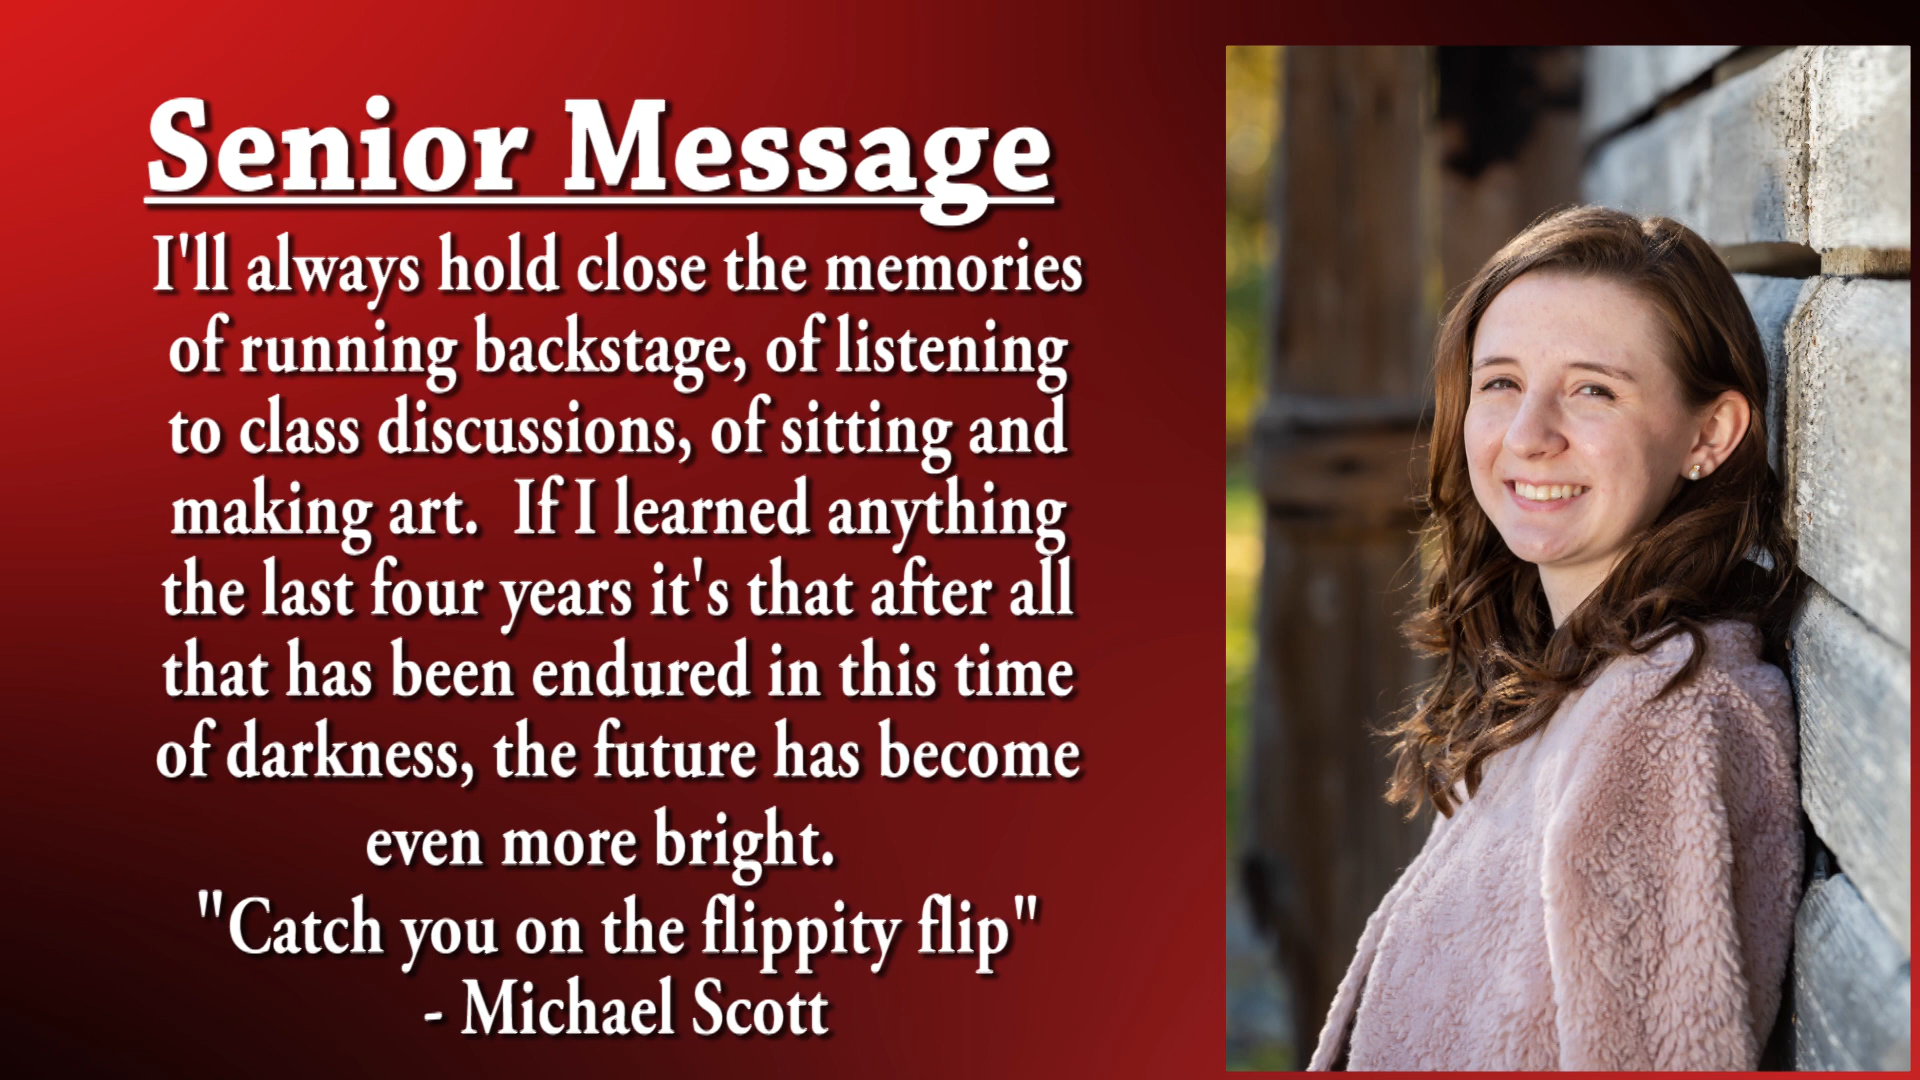 Senior Message
I'll always hold close the memories
of running backstage, of listening
to class discussions, of sitting and
making art.  If I learned anything
the last four years it's that after all
that has been endured in this time
of darkness, the future has become
even more bright.
"Catch you on the flippity flip"
- Michael Scott